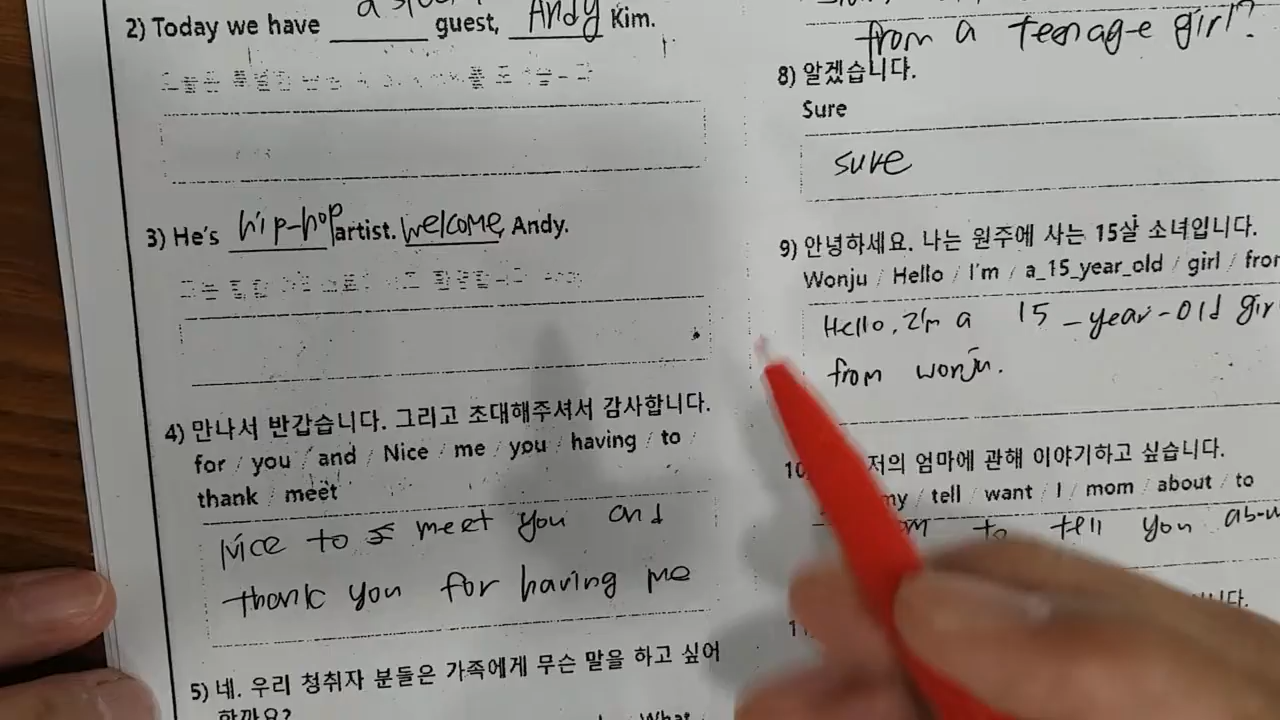 2) Today we have guest, Andy Kim.
3) He's hip-hop artist. welcome, Andy.
4) 만나서 반갑습니다. 그리고 초대해주셔서 감사합니다.
for / you / and / Nice / me / you / having / to /
thank / meet
Nice to meet you and
thank you for having me
5) 네. 우리 청취자 분들은 가족에게 무슨 말을 하고 싶어
할까요?
What
from a teenage girl?
8) 알겠습니다.
Sure
sure
9) 안녕하세요. 나는 원주에 사는 15살 소녀입니다.
Wonju / Hello / I'm / a_15_year_old / girl / from
Hello, I'm a 15 -year-old girl
from wonju.
저의 엄마에 관해 이야기하고 싶습니다.
my / tell / want / I / mom / about / to
to tell you